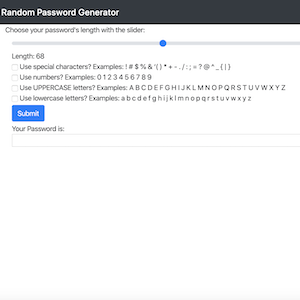 Random Password Generator
Choose your password's length with the slider:
Length: 68
Use special characters? Examples: ! # $ % & ' ( ) * + - . / : ; = ? @ ^ _ { | }
Use numbers? Examples: 0 1 2 3 4 5 6 7 8 9
Use UPPERCASE letters? Examples: A B C D E F G H I J K L M N O P Q R S T U V W X Y Z
Use lowercase letters? Examples: a b c d e f g h i j k l m n o p q r s t u v w x y z
Submit
Your Password is: